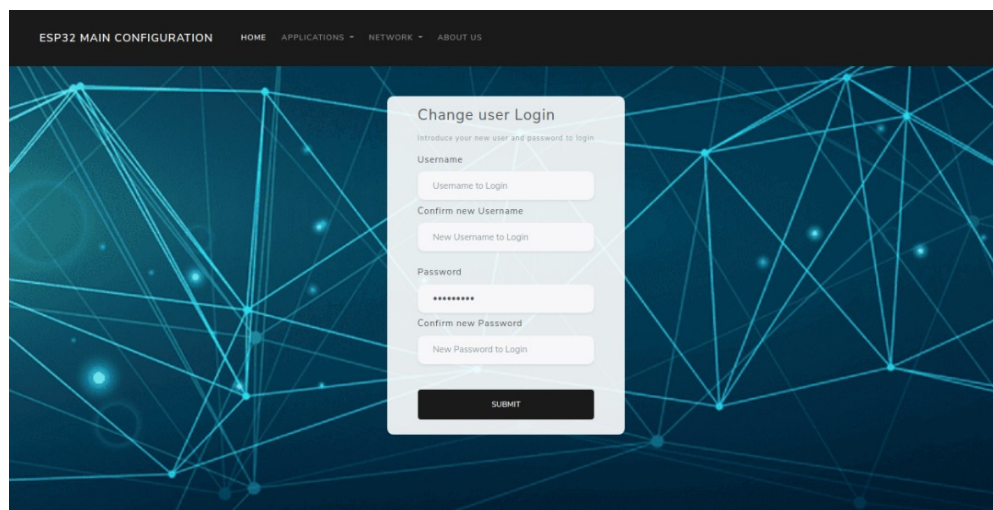 ESP32 MAIN CONFIGURATION HOME APPLICATIONS NETWORK ABOUT US
Change user Login
Introduce your new user and password to login
Username
Username to Login
Confirm new Username
New Username to Login
Password
•••••••••
Confirm new Password
New Password to Login
SUBMIT